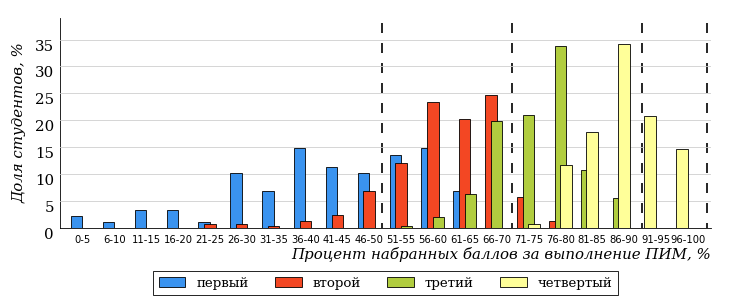 Доля студентов, %
35
30
25
20
15
10
5
0
0-5 6-10 11-15 16-20 21-25 26-30 31-35 36-40 41-45 46-50 51-55 56-60 61-65 66-70 71-75 76-80 81-85 86-90 91-95 96-100
Процент набранных баллов за выполнение ПИМ, %
первый второй третий четвертый